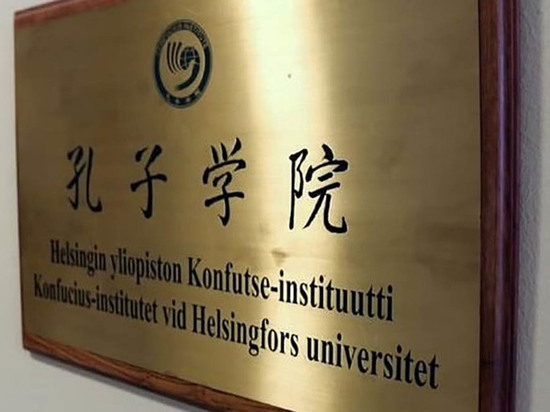 孔子学院
Helsingin yliopiston Konfutse-instituutti
Konfucius-institutet vid Helsingfors universitet